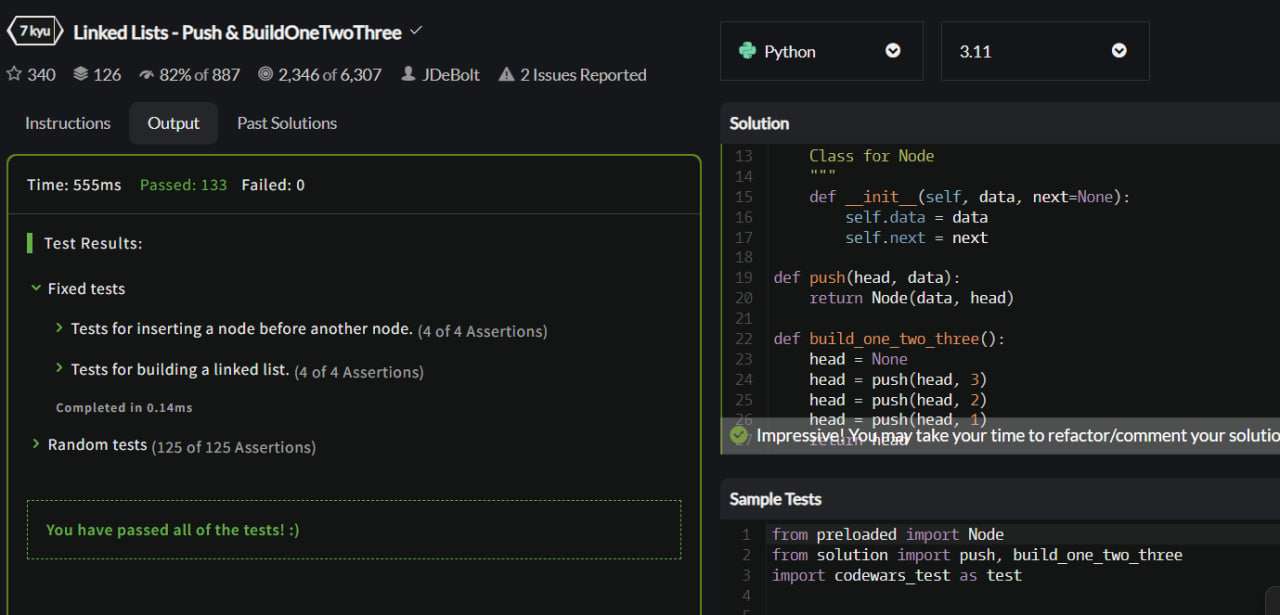 7 kyu Linked Lists - Push & BuildOneTwoThree
340 126 82% of 887 2,346 of 6,307 JDeBolt 2 Issues Reported
Instructions Output Past Solutions
Time: 555ms Passed: 133 Failed: 0
Test Results:
Fixed tests
Tests for inserting a node before another node. (4 of 4 Assertions)
Tests for building a linked list. (4 of 4 Assertions)
Completed in 0.14ms
Random tests (125 of 125 Assertions)
You have passed all of the tests! :)
Python 3.11
Solution
13 Class for Node
14 """
15 def __init__(self, data, next=None):
16 self.data = data
17 self.next = next
18
19 def push(head, data):
20 return Node(data, head)
21
22 def build_one_two_three():
23 head = None
24 head = push(head, 3)
25 head = push(head, 2)
26 head = push(head, 1)
27 return head
Impressive! You may take your time to refactor/comment your solutio
Sample Tests
1 from preloaded import Node
2 from solution import push, build_one_two_three
3 import codewars_test as test
4
5